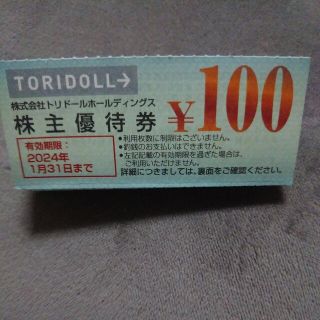 TORIDOLL→
株式会社トリドールホールディングス
株主優待券
¥100
有効期限:
2024年
1月31日まで
•利用枚数に制限はございません。
•釣銭のお支払いはできません。
•左記記載の有効期限を過ぎた場合は、
ご利用いただけません。
詳細につきましては、裏面をご確認ください。